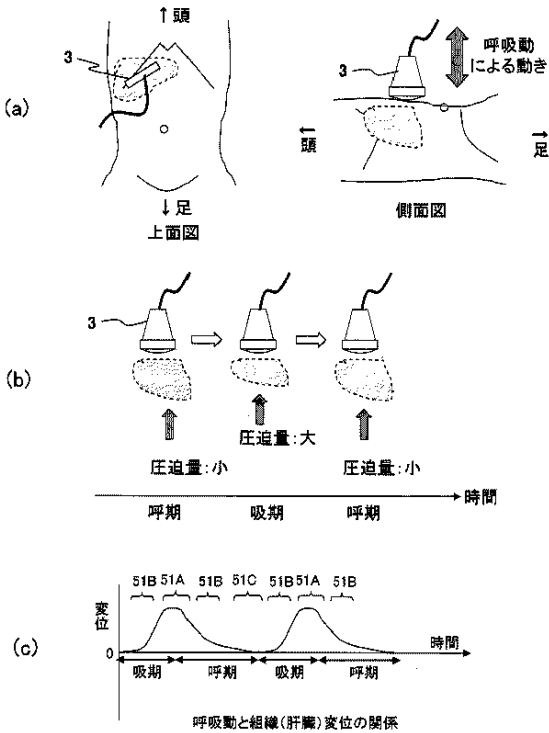 (a)
↑頭
3
↓足
上面図
3
呼吸動
による動き
←
頭
→
足
側面図
(b)
3
圧迫量:小
圧迫量:大
圧迫量:小
呼期
吸期
呼期
時間
(c)
51B
51A
51B
51C
51B
51A
51B
変位
0
時間
吸期
呼期
吸期
呼期
呼吸動と組織(肝臓)変位の関係